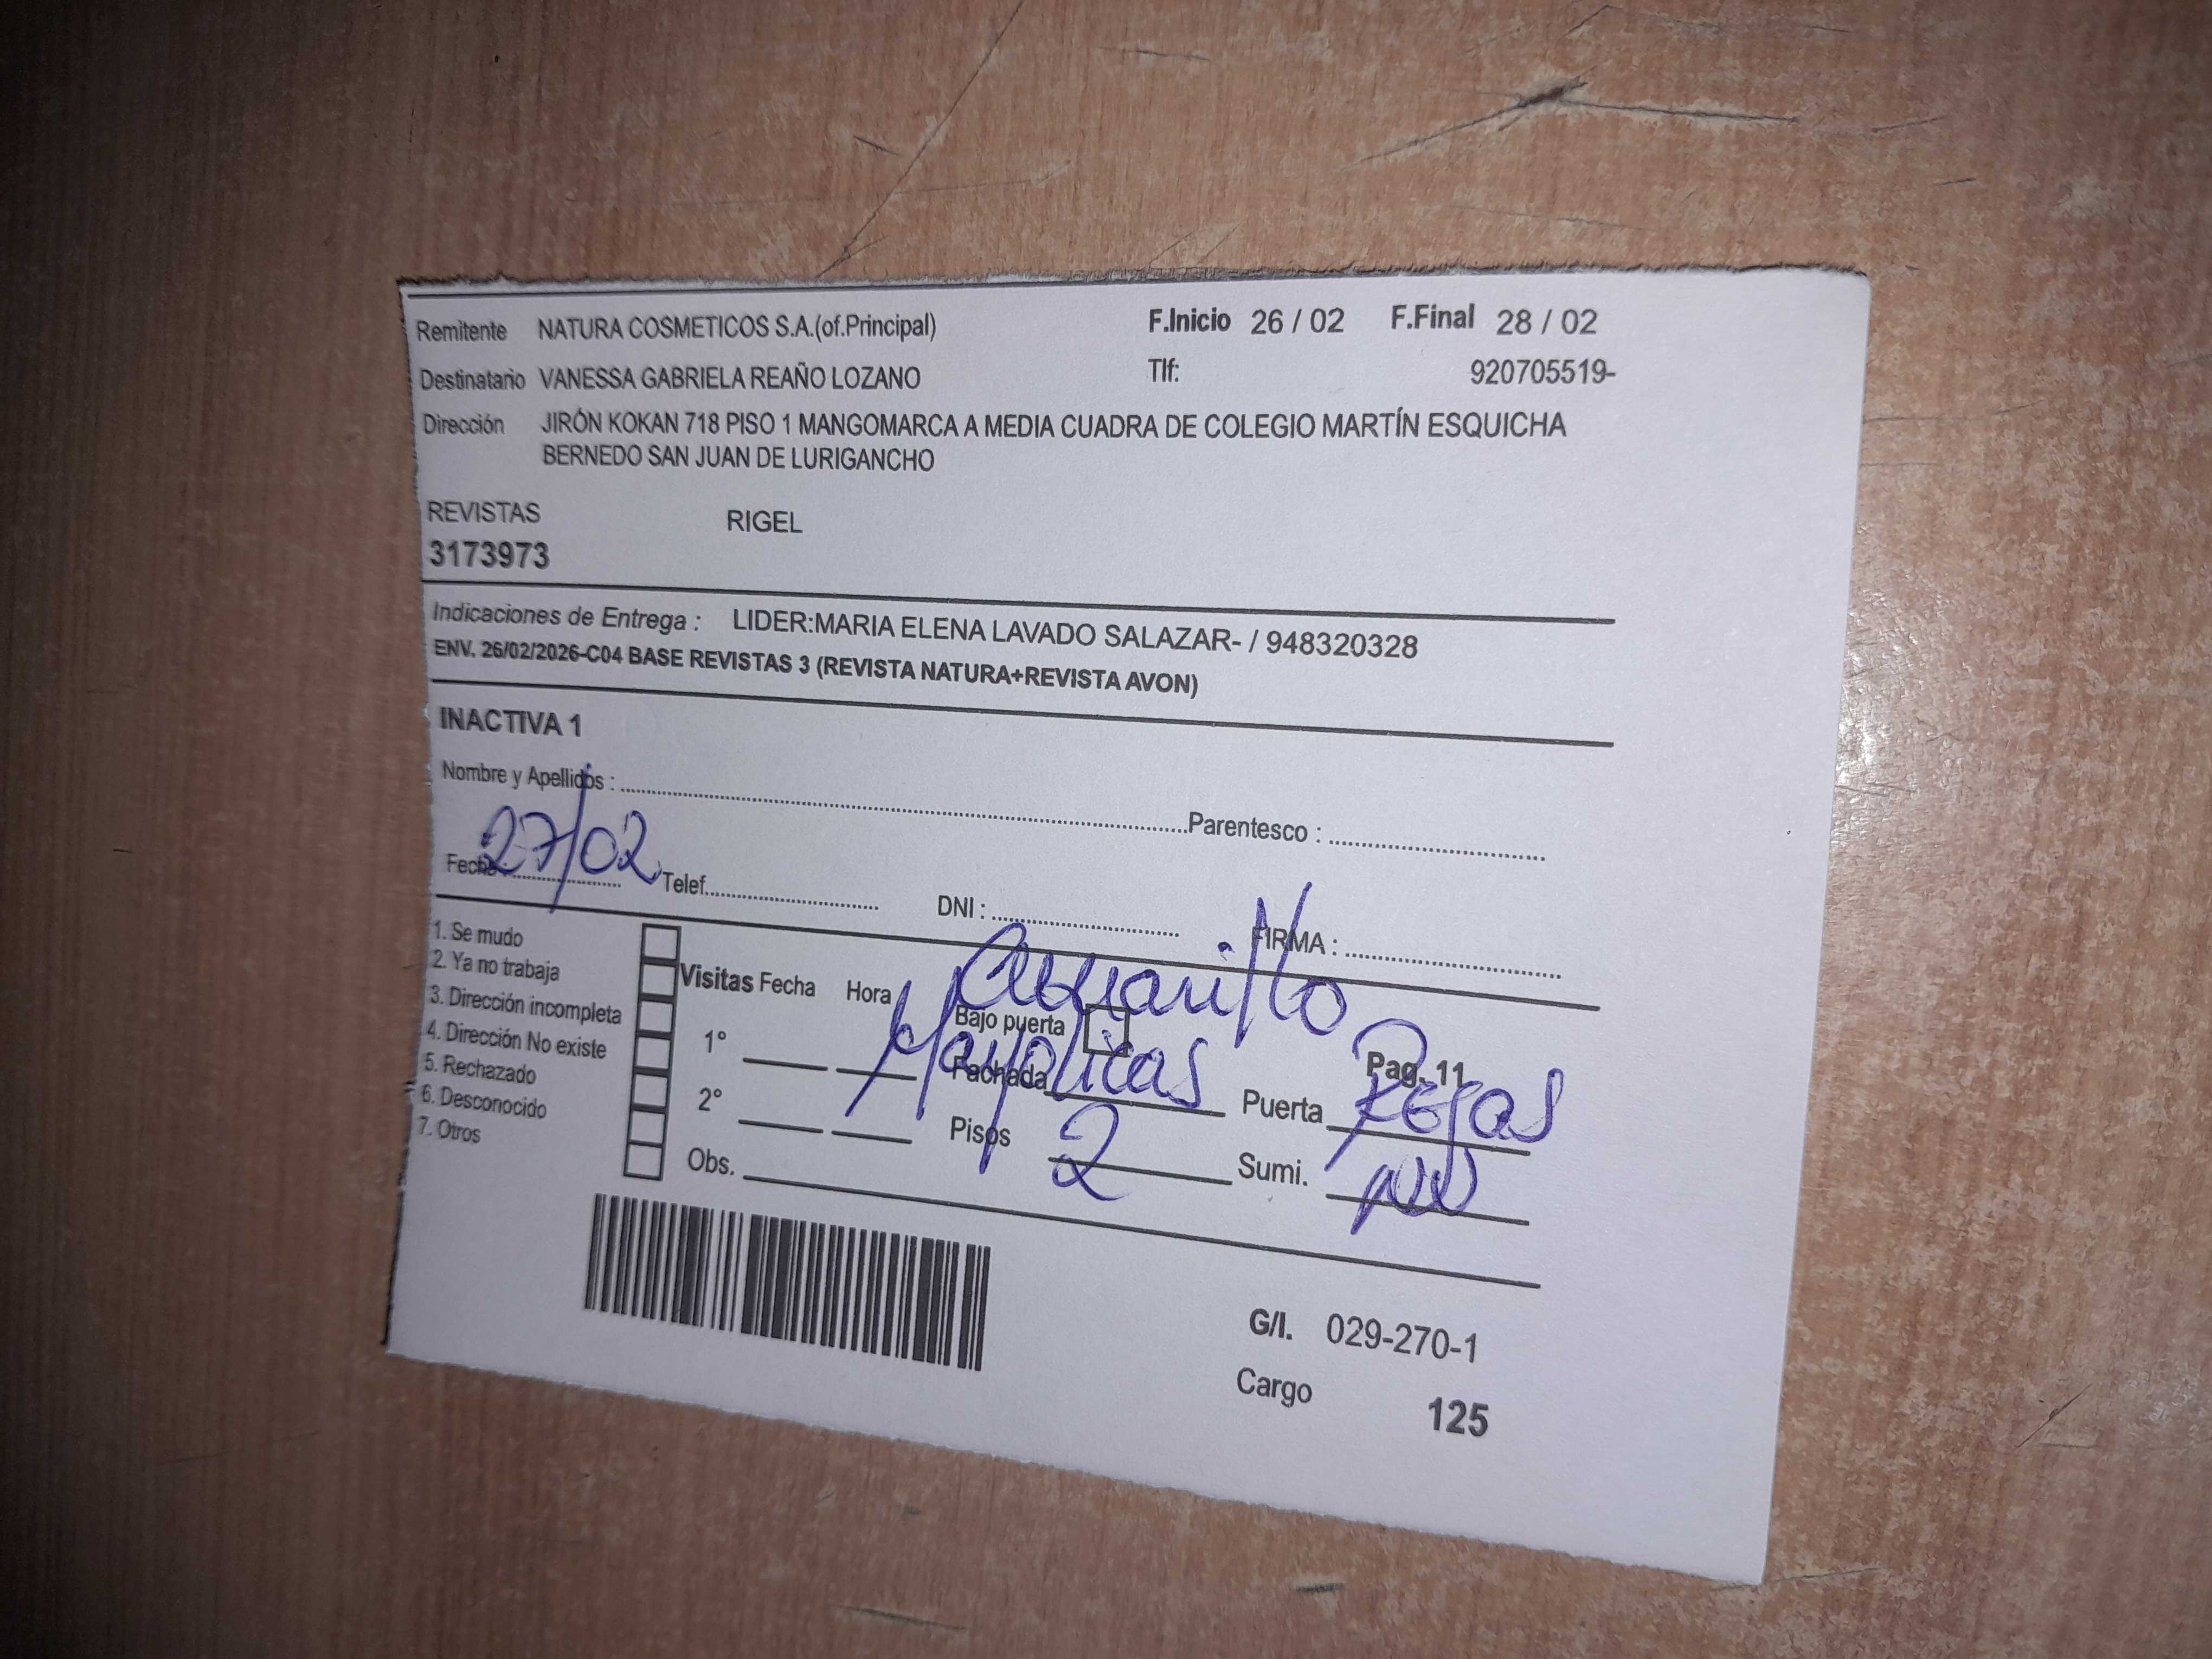 Remitente NATURA COSMETICOS S.A.(of.Principal) F.Inicio 26 / 02 F.Final 28 / 02
Destinatario VANESSA GABRIELA REAÑO LOZANO Tlf: 920705519-
Dirección JIRÓN KOKAN 718 PISO 1 MANGOMARCA A MEDIA CUADRA DE COLEGIO MARTÍN ESQUICHA
BERNEDO SAN JUAN DE LURIGANCHO
REVISTAS RIGEL
3173973
Indicaciones de Entrega : LIDER:MARIA ELENA LAVADO SALAZAR- / 948320328
ENV. 26/02/2026-C04 BASE REVISTAS 3 (REVISTA NATURA+REVISTA AVON)
INACTIVA 1
Nombre y Apellidos : Parentesco :
Fecha : 27/02 Telef. DNI : FIRMA :
1. Se mudo
2. Ya no trabaja
3. Dirección incompleta
4. Dirección No existe
5. Rechazado
6. Desconocido
7. Otros
Visitas Fecha Hora
1°
2°
Obs.
amarillo
Bajo puerta Pag. 11
Fachada Mayolicas Puerta Rejas
Pisos 2 Sumi.
G/I. 029-270-1
Cargo 125